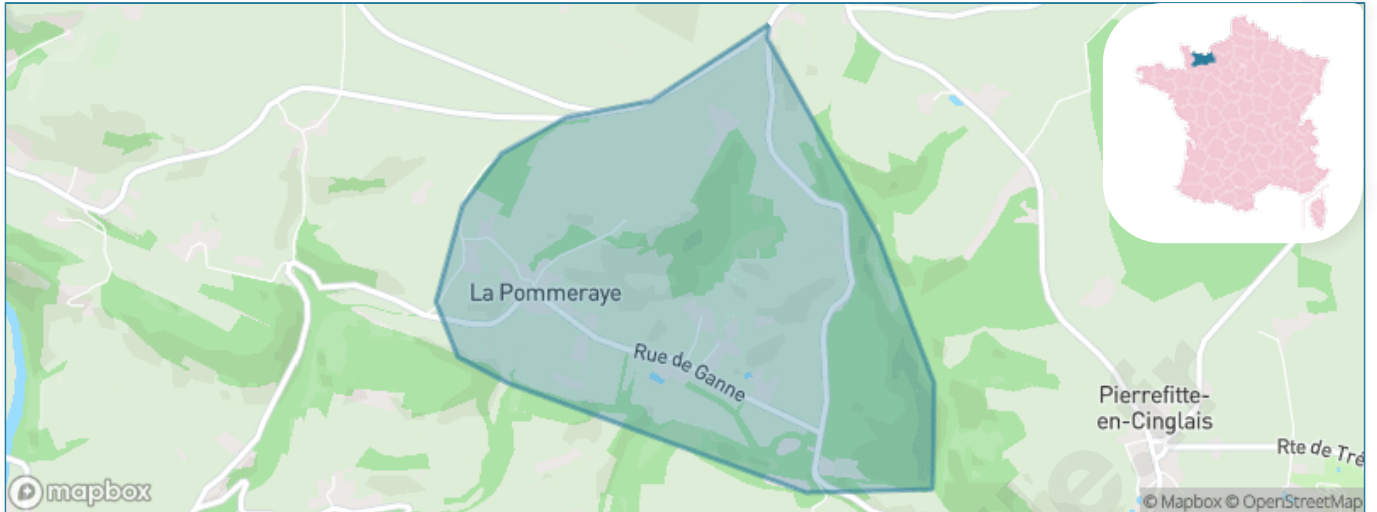 La Pommeraye
Rue de Ganne
Pierrefitte-
en-Cinglais
Rte de Tré
mapbox
© Mapbox © OpenStreetMap